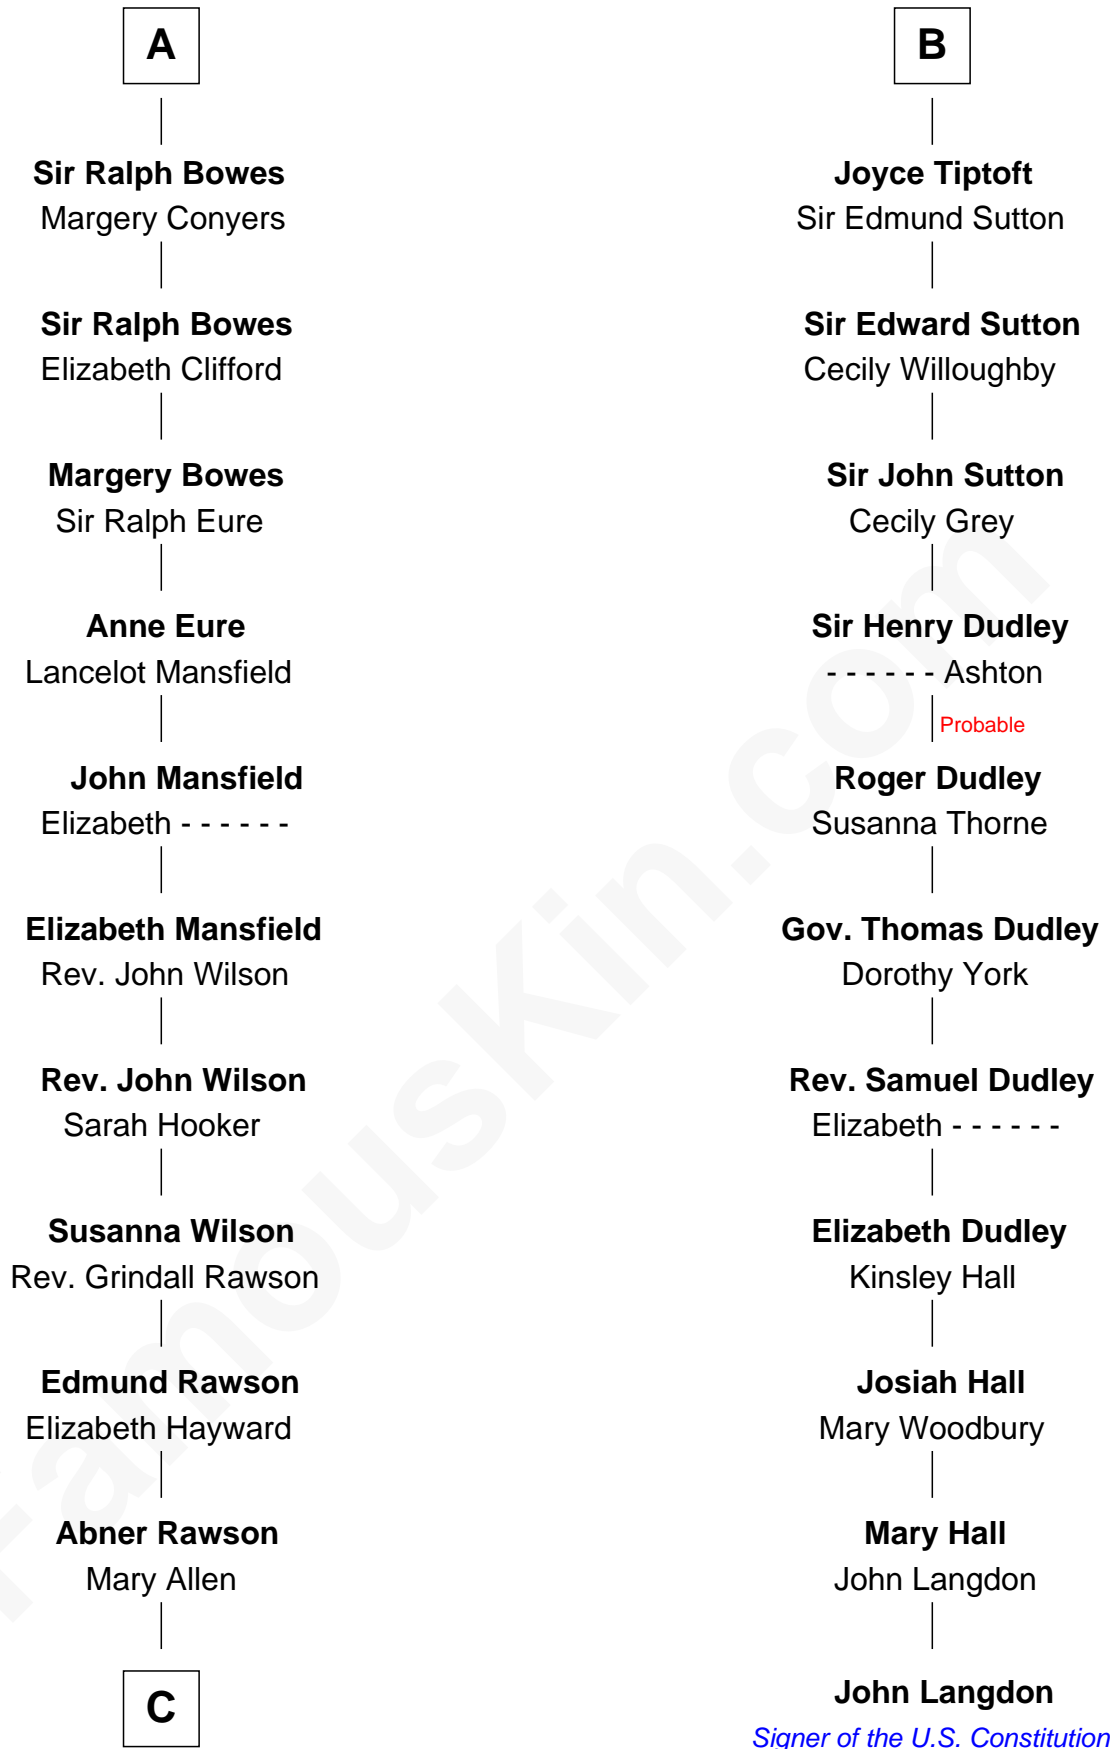 A
Sir Ralph Bowes
Margery Conyers
Sir Ralph Bowes
Elizabeth Clifford
Margery Bowes
Sir Ralph Eure
Anne Eure
Lancelot Mansfield
John Mansfield
Elizabeth - - - - - -
Elizabeth Mansfield
Rev. John Wilson
Rev. John Wilson
Sarah Hooker
Susanna Wilson
Rev. Grindall Rawson
Edmund Rawson
Elizabeth Hayward
Abner Rawson
Mary Allen
C
B
Joyce Tiptoft
Sir Edmund Sutton
Sir Edward Sutton
Cecily Willoughby
Sir John Sutton
Cecily Grey
Sir Henry Dudley
- - - - - - Ashton
Probable
Roger Dudley
Susanna Thorne
Gov. Thomas Dudley
Dorothy York
Rev. Samuel Dudley
Elizabeth - - - - - -
Elizabeth Dudley
Kinsley Hall
Josiah Hall
Mary Woodbury
Mary Hall
John Langdon
John Langdon
Signer of the U.S. Constitution
FamousKin.com